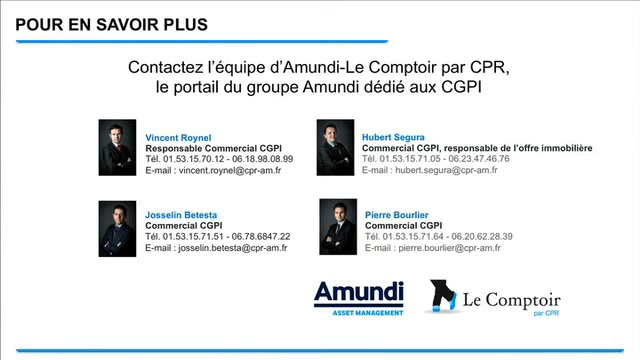 POUR EN SAVOIR PLUS
Contactez l'équipe d'Amundi-Le Comptoir par CPR,
le portail du groupe Amundi dédié aux CGPI
Vincent Roynel
Responsable Commercial CGPI
Tél. 01.53.15.70.12 - 06.18.98.08.99
E-mail : vincent.roynel@cpr-am.fr
Hubert Segura
Commercial CGPI, responsable de l'offre immobilière
Tél. 01.53.15.71.05 - 06.23.47.46.76
E-mail : hubert.segura@cpr-am.fr
Josselin Betesta
Commercial CGPI
Tél. 01.53.15.71.51 - 06.78.6847.22
E-mail : josselin.betesta@cpr-am.fr
Pierre Bourlier
Commercial CGPI
Tél. 01.53.15.71.64 - 06.20.62.28.39
E-mail : pierre.bourlier@cpr-am.fr
Amundi
ASSET MANAGEMENT
Le Comptoir
par CPR